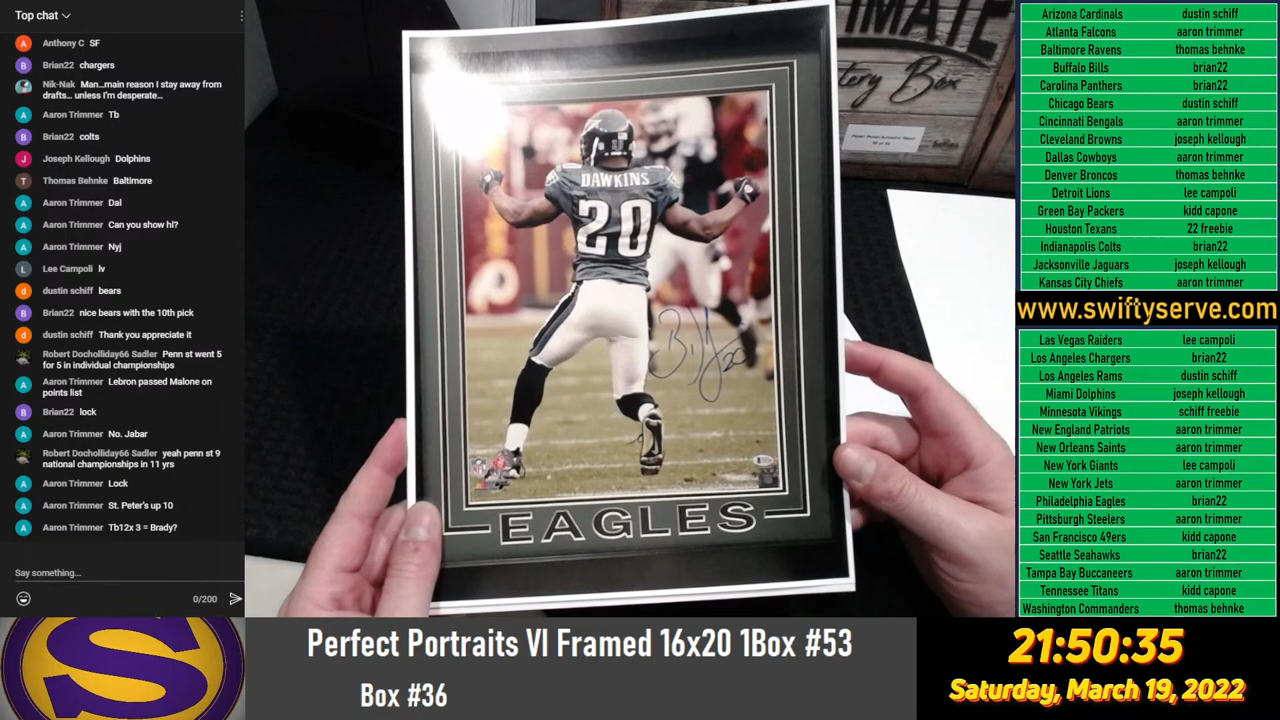 Top chat
Anthony C SF
Brian22 chargers
Nik-Nak Man...main reason I stay away from
drafts... unless I'm desperate...
Aaron Trimmer Tb
Brian22 colts
Joseph Kellough Dolphins
Thomas Behnke Baltimore
Aaron Trimmer Dal
Aaron Trimmer Can you show hl?
Aaron Trimmer Nyj
Lee Campoli lv
dustin schiff bears
Brian22 nice bears with the 10th pick
dustin schiff Thank you appreciate it
Robert Docholliday66 Sadler Penn st went 5
for 5 in individual championships
Aaron Trimmer Lebron passed Malone on
points list
Brian22 lock
Aaron Trimmer No. Jabar
Robert Docholliday66 Sadler yeah penn st 9
national championships in 11 yrs
Aaron Trimmer Lock
Aaron Trimmer St. Peter's up 10
Aaron Trimmer Tb12x 3 = Brady?
Say something...
0/200
DAWKINS
20
EAGLES
Arizona Cardinals dustin schiff
Atlanta Falcons aaron trimmer
Baltimore Ravens thomas behnke
Buffalo Bills brian22
Carolina Panthers brian22
Chicago Bears dustin schiff
Cincinnati Bengals aaron trimmer
Cleveland Browns joseph kellough
Dallas Cowboys aaron trimmer
Denver Broncos thomas behnke
Detroit Lions lee campoli
Green Bay Packers kidd capone
Houston Texans 22 freebie
Indianapolis Colts brian22
Jacksonville Jaguars joseph kellough
Kansas City Chiefs aaron trimmer
www.swiftyserve.com
Las Vegas Raiders lee campoli
Los Angeles Chargers brian22
Los Angeles Rams dustin schiff
Miami Dolphins joseph kellough
Minnesota Vikings schiff freebie
New England Patriots aaron trimmer
New Orleans Saints aaron trimmer
New York Giants lee campoli
New York Jets aaron trimmer
Philadelphia Eagles brian22
Pittsburgh Steelers aaron trimmer
San Francisco 49ers kidd capone
Seattle Seahawks brian22
Tampa Bay Buccaneers aaron trimmer
Tennessee Titans kidd capone
Washington Commanders thomas behnke
S
Perfect Portraits VI Framed 16x20 1Box #53
Box #36
21:50:35
Saturday, March 19, 2022